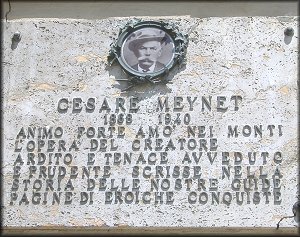 CESARE MEYNET
1868 1940
ANIMO FORTE AMO' NEI MONTI
L'OPERA DEL CREATORE
ARDITO E TENACE AVVEDUTO
E PRUDENTE SCRISSE NELLA
STORIA DELLE NOSTRE GUIDE
PAGINE DI EROICHE CONQUISTE